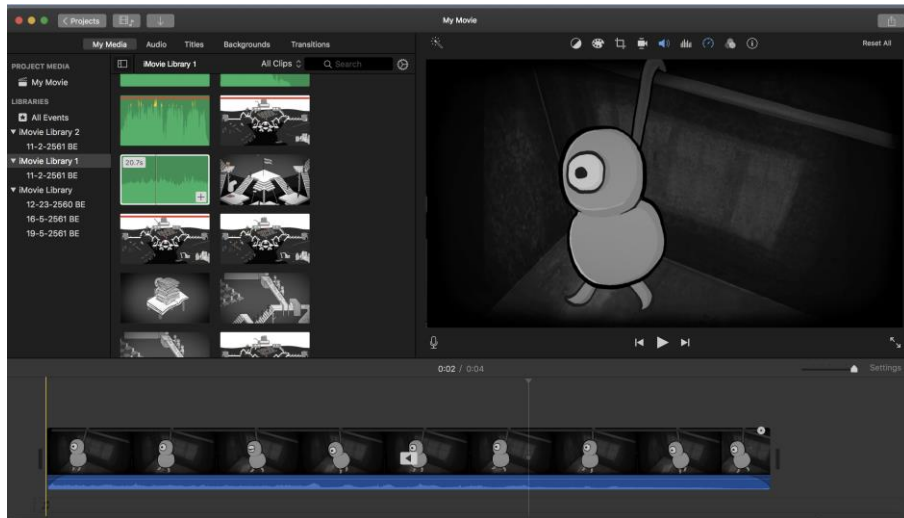 Projects
My Movie
My Media Audio Titles Backgrounds Transitions
Reset All
PROJECT MEDIA
iMovie Library 1
All Clips
Search
My Movie
LIBRARIES
All Events
iMovie Library 2
11-2-2561 BE
iMovie Library 1
11-2-2561 BE
iMovie Library
12-23-2560 BE
16-5-2561 BE
19-5-2561 BE
20.7s
0:02 / 0:04
Settings